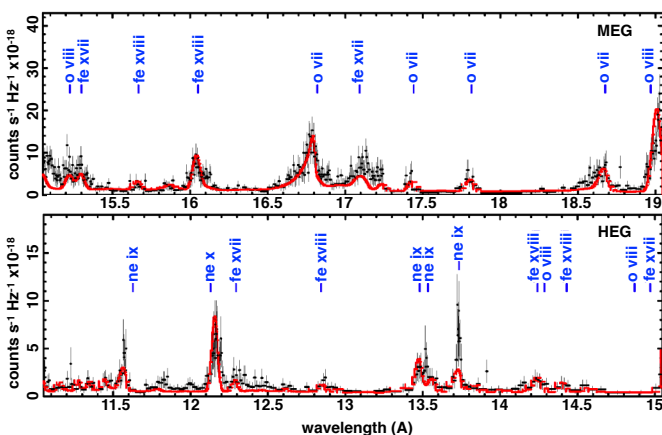 MEG
–o viii
–fe xvii
–fe xviii
–fe xviii
–o vii
–fe xvii
–o vii
–o vii
–o vii
–o viii
counts s⁻¹ Hz⁻¹ x10⁻¹⁸
40
30
20
10
0
15.5 16 16.5 17 17.5 18 18.5 19
HEG
–ne ix
–ne x
–fe xvii
–fe xviii
–ne ix
–ne ix
–ne ix
–fe xviii
–o viii
–fe xviii
–o viii
–fe xvii
counts s⁻¹ Hz⁻¹ x10⁻¹⁸
15
10
5
0
11.5 12 12.5 13 13.5 14 14.5 15
wavelength (A)